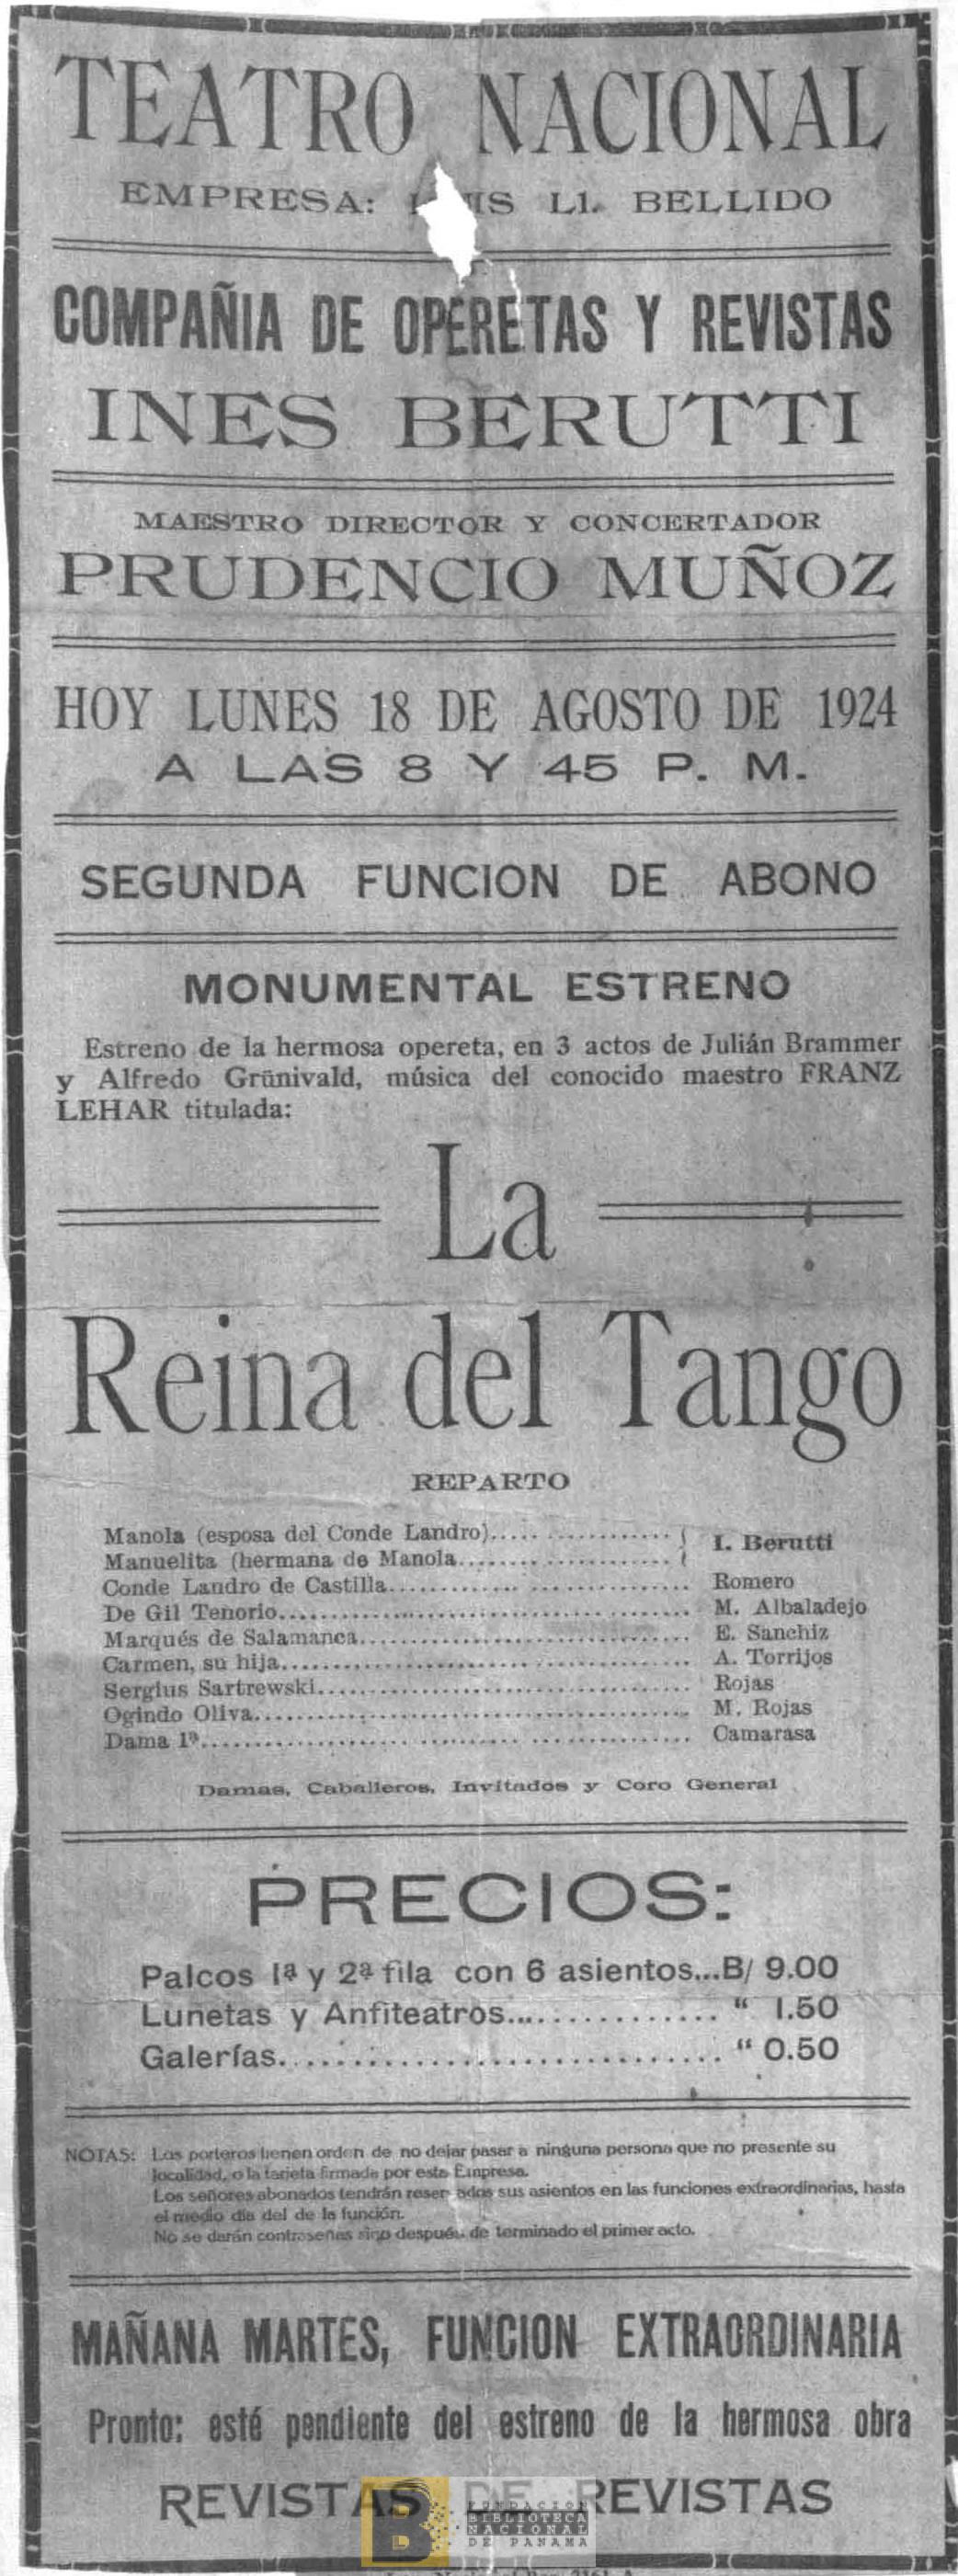 TEATRO NACIONAL
EMPRESA: LUIS Ll. BELLIDO
COMPAÑIA DE OPERETAS Y REVISTAS
INES BERUTTI
MAESTRO DIRECTOR Y CONCERTADOR
PRUDENCIO MUÑOZ
HOY LUNES 18 DE AGOSTO DE 1924
A LAS 8 Y 45 P. M.
SEGUNDA FUNCION DE ABONO
MONUMENTAL ESTRENO
Estreno de la hermosa opereta, en 3 actos de Julián Brammer
y Alfredo Grünivald, música del conocido maestro FRANZ
LEHAR titulada:
La
Reina del Tango
REPARTO
Manola (esposa del Conde Landro)
Manuelita (hermana de Manola
I. Berutti
Conde Landro de Castilla Romero
De Gil Tenorio M. Albaladejo
Marqués de Salamanca E. Sanchiz
Carmen, su hija A. Torrijos
Sergius Sartrewski Rojas
Ogindo Oliva M. Rojas
Dama 1ª Camarasa
Damas, Caballeros, Invitados y Coro General
PRECIOS:
Palcos 1ª y 2ª fila con 6 asientos...B/ 9.00
Lunetas y Anfiteatros " 1.50
Galerías " 0.50
NOTAS: Los porteros tienen orden de no dejar pasar a ninguna persona que no presente su
localidad, o la tarjeta firmada por esta Empresa.
Los señores abonados tendrán sus asientos en las funciones extraordinarias, hasta
el medio dia del de la función.
No se darán contraseñas sino después de terminado el primer acto.
MAÑANA MARTES, FUNCION EXTRAORDINARIA
Pronto: esté pendiente del estreno de la hermosa obra
REVISTAS DE REVISTAS
FUNDACION
BIBLIOTECA
NACIONAL
DE PANAMA